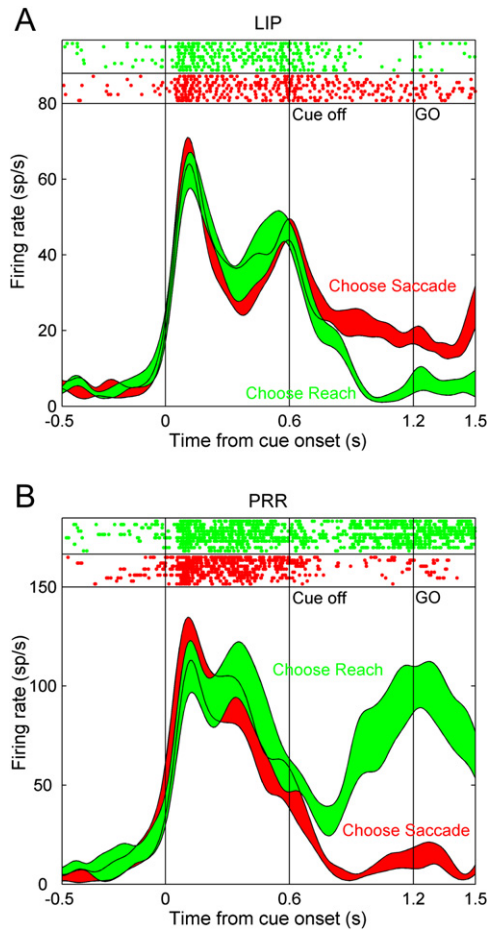 A
LIP
80
Cue off
GO
60
Firing rate (sp/s)
40
Choose Saccade
20
Choose Reach
0
-0.5 0 0.6 1.2 1.5
Time from cue onset (s)
B
PRR
150
Cue off
GO
Choose Reach
100
Firing rate (sp/s)
50
Choose Saccade
0
-0.5 0 0.6 1.2 1.5
Time from cue onset (s)